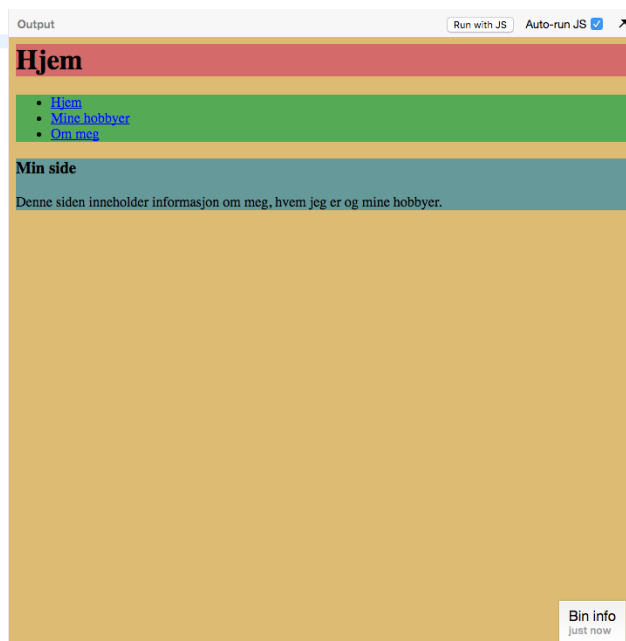 Output
Run with JS
Auto-run JS
Hjem
Hjem
Mine hobbyer
Om meg
Min side
Denne siden inneholder informasjon om meg, hvem jeg er og mine hobbyer.
Bin info
just now